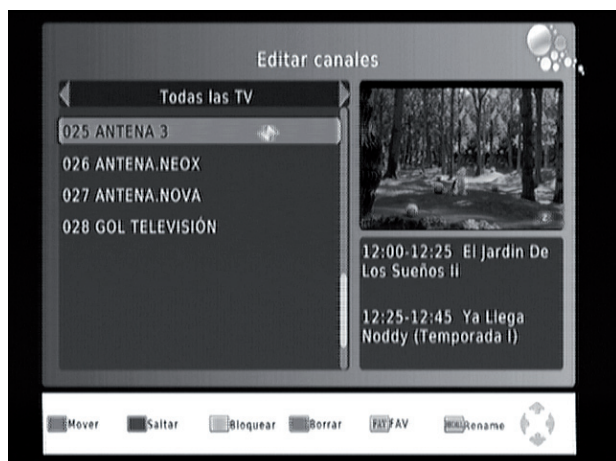 Editar canales
Todas las TV
025 ANTENA 3
026 ANTENA.NEOX
027 ANTENA.NOVA
028 GOL TELEVISIÓN
12:00-12:25 El Jardin De
Los Sueños Ii
12:25-12:45 Ya Llega
Noddy (Temporada I)
Mover Saltar Bloquear Borrar FAV FAV Rename